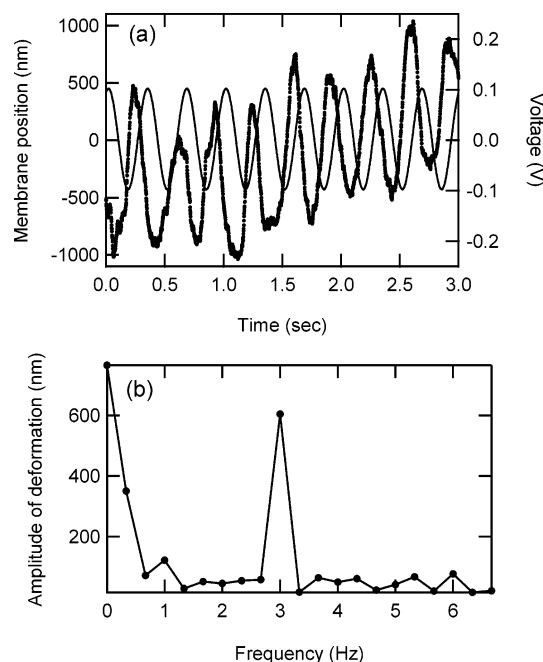 (a)
Membrane position (nm)
1000
500
0
-500
-1000
0.2
0.1
0.0
-0.1
-0.2
Voltage (V)
0.0 0.5 1.0 1.5 2.0 2.5 3.0
Time (sec)
(b)
Amplitude of deformation (nm)
600
400
200
0 1 2 3 4 5 6
Frequency (Hz)